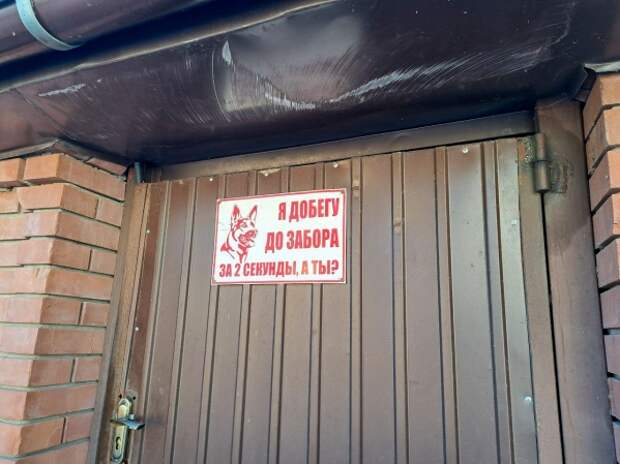 Я ДОБЕГУ
ДО ЗАБОРА
ЗА 2 СЕКУНДЫ, А ТЫ?